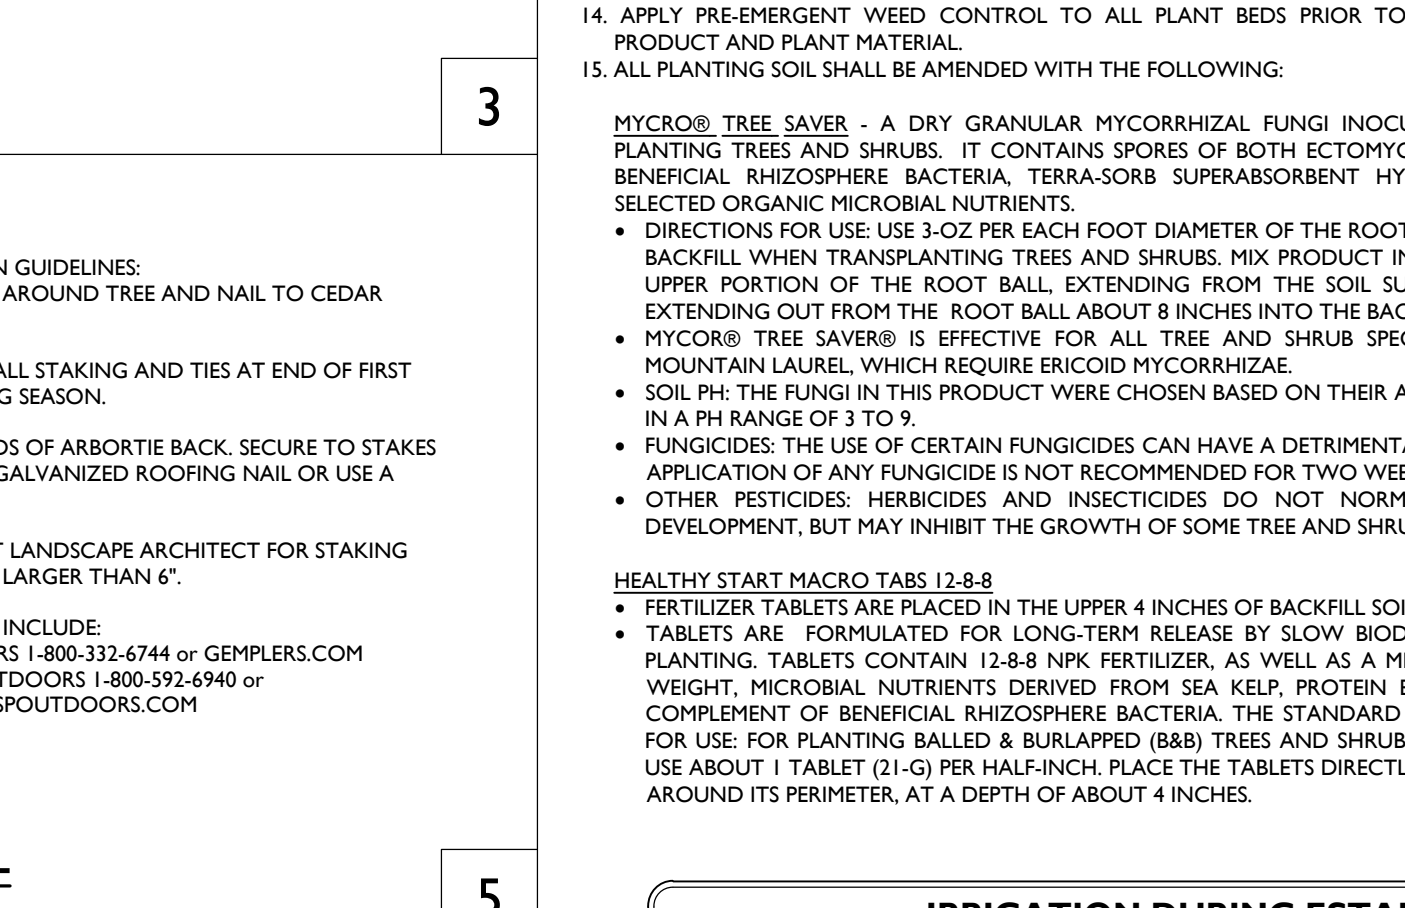 3
N GUIDELINES:
AROUND TREE AND NAIL TO CEDAR
ALL STAKING AND TIES AT END OF FIRST
G SEASON.
DS OF ARBORTIE BACK. SECURE TO STAKES
GALVANIZED ROOFING NAIL OR USE A
T LANDSCAPE ARCHITECT FOR STAKING
LARGER THAN 6".
INCLUDE:
RS 1-800-332-6744 or GEMPLERS.COM
TDOORS 1-800-592-6940 or
SPOUTDOORS.COM
5
14. APPLY PRE-EMERGENT WEED CONTROL TO ALL PLANT BEDS PRIOR TO
PRODUCT AND PLANT MATERIAL.
15. ALL PLANTING SOIL SHALL BE AMENDED WITH THE FOLLOWING:
MYCRO® TREE SAVER - A DRY GRANULAR MYCORRHIZAL FUNGI INOCU
PLANTING TREES AND SHRUBS. IT CONTAINS SPORES OF BOTH ECTOMYC
BENEFICIAL RHIZOSPHERE BACTERIA, TERRA-SORB SUPERABSORBENT HY
SELECTED ORGANIC MICROBIAL NUTRIENTS.
• DIRECTIONS FOR USE: USE 3-OZ PER EACH FOOT DIAMETER OF THE ROOT
BACKFILL WHEN TRANSPLANTING TREES AND SHRUBS. MIX PRODUCT IN
UPPER PORTION OF THE ROOT BALL, EXTENDING FROM THE SOIL SU
EXTENDING OUT FROM THE ROOT BALL ABOUT 8 INCHES INTO THE BAC
• MYCOR® TREE SAVER® IS EFFECTIVE FOR ALL TREE AND SHRUB SPEC
MOUNTAIN LAUREL, WHICH REQUIRE ERICOID MYCORRHIZAE.
• SOIL PH: THE FUNGI IN THIS PRODUCT WERE CHOSEN BASED ON THEIR A
IN A PH RANGE OF 3 TO 9.
• FUNGICIDES: THE USE OF CERTAIN FUNGICIDES CAN HAVE A DETRIMENTA
APPLICATION OF ANY FUNGICIDE IS NOT RECOMMENDED FOR TWO WEE
• OTHER PESTICIDES: HERBICIDES AND INSECTICIDES DO NOT NORM
DEVELOPMENT, BUT MAY INHIBIT THE GROWTH OF SOME TREE AND SHRU
HEALTHY START MACRO TABS 12-8-8
• FERTILIZER TABLETS ARE PLACED IN THE UPPER 4 INCHES OF BACKFILL SOI
• TABLETS ARE FORMULATED FOR LONG-TERM RELEASE BY SLOW BIOD
PLANTING. TABLETS CONTAIN 12-8-8 NPK FERTILIZER, AS WELL AS A MI
WEIGHT, MICROBIAL NUTRIENTS DERIVED FROM SEA KELP, PROTEIN B
COMPLEMENT OF BENEFICIAL RHIZOSPHERE BACTERIA. THE STANDARD
FOR USE: FOR PLANTING BALLED & BURLAPPED (B&B) TREES AND SHRUB
USE ABOUT 1 TABLET (21-G) PER HALF-INCH. PLACE THE TABLETS DIRECTL
AROUND ITS PERIMETER, AT A DEPTH OF ABOUT 4 INCHES.
IRRIGATION DURING ESTA